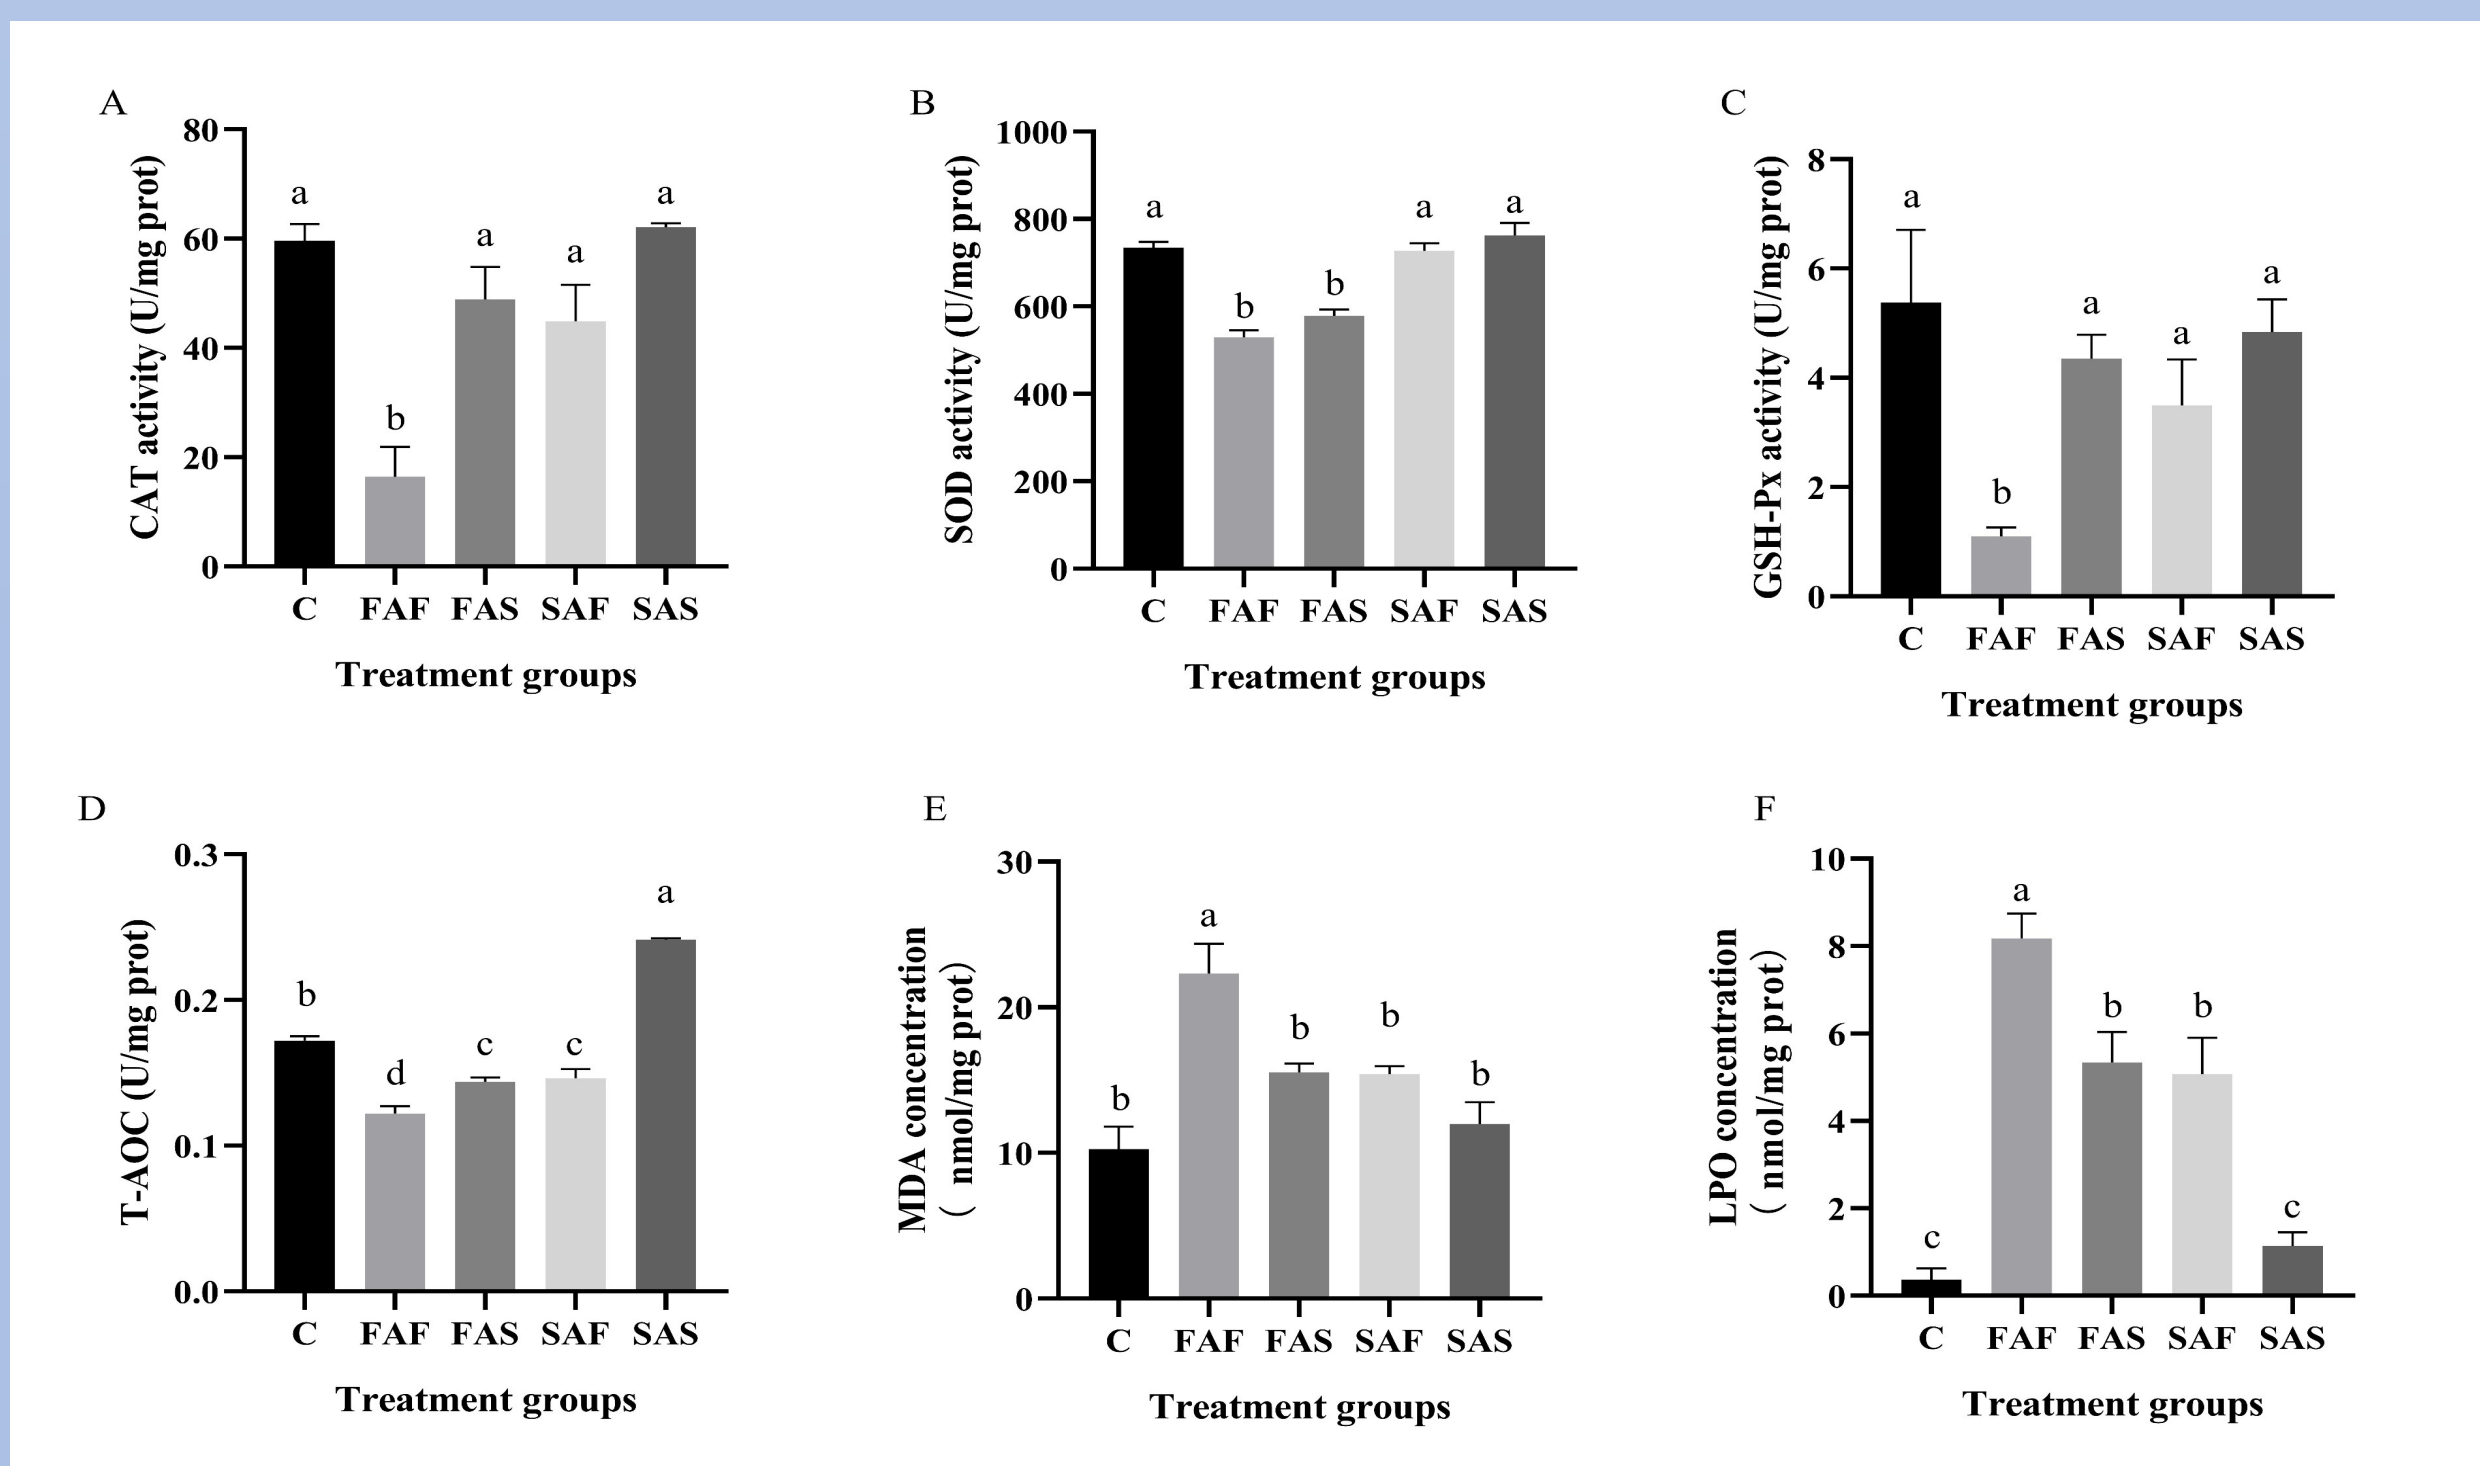 A
CAT activity (U/mg prot)
80
60
40
20
0
a
b
a
a
a
C FAF FAS SAF SAS
Treatment groups
B
SOD activity (U/mg prot)
1000
800
600
400
200
0
a
b
b
a
a
C FAF FAS SAF SAS
Treatment groups
C
GSH-Px activity (U/mg prot)
8
6
4
2
0
a
b
a
a
a
C FAF FAS SAF SAS
Treatment groups
D
T-AOC (U/mg prot)
0.3
0.2
0.1
0.0
b
d
c
c
a
C FAF FAS SAF SAS
Treatment groups
E
MDA concentration
( nmol/mg prot)
30
20
10
0
b
a
b
b
b
C FAF FAS SAF SAS
Treatment groups
F
LPO concentration
( nmol/mg prot)
10
8
6
4
2
0
c
a
b
b
c
C FAF FAS SAF SAS
Treatment groups